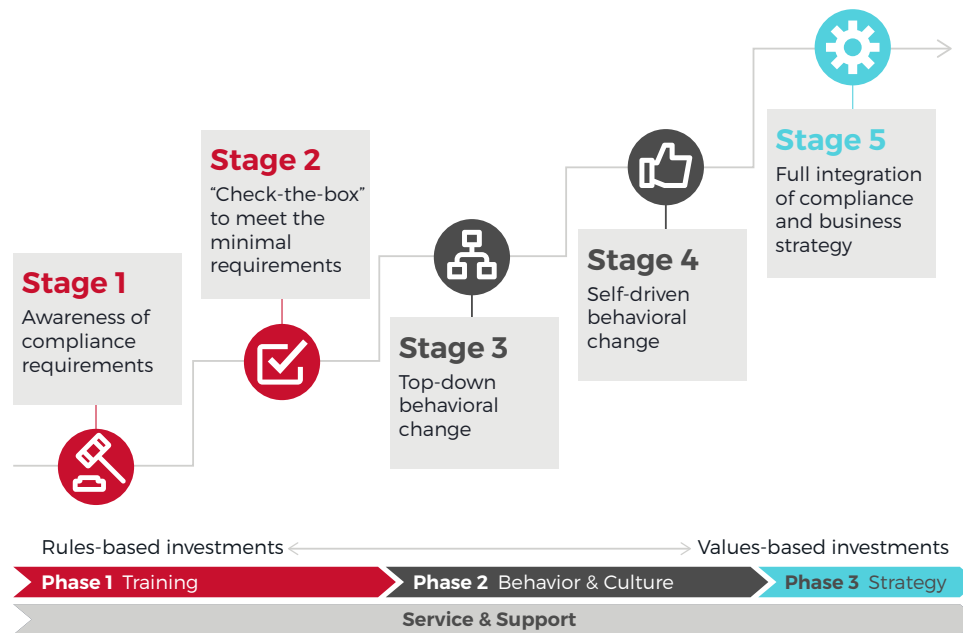 Stage 1
Awareness of
compliance
requirements
Stage 2
“Check-the-box”
to meet the
minimal
requirements
Stage 3
Top-down
behavioral
change
Stage 4
Self-driven
behavioral
change
Stage 5
Full integration
of compliance
and business
strategy
Rules-based investments
Values-based investments
Phase 1 Training
Phase 2 Behavior & Culture
Phase 3 Strategy
Service & Support